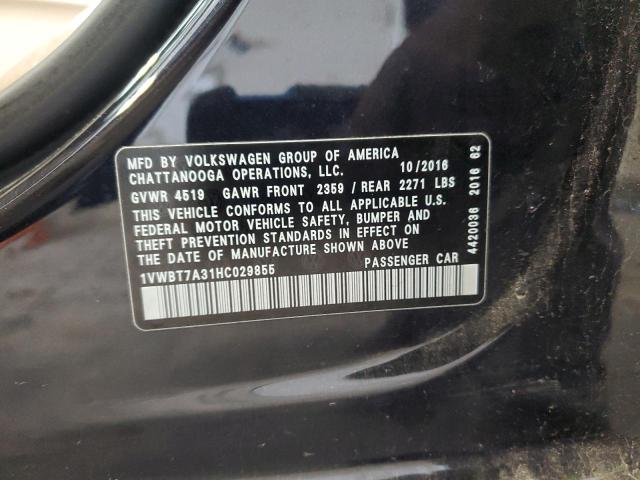 MFD BY VOLKSWAGEN GROUP OF AMERICA
CHATTANOOGA OPERATIONS, LLC. 10/2016
GVWR 4519 GAWR FRONT 2359 / REAR 2271 LBS
THIS VEHICLE CONFORMS TO ALL APPLICABLE U.S.
FEDERAL MOTOR VEHICLE SAFETY, BUMPER AND
THEFT PREVENTION STANDARDS IN EFFECT ON
THE DATE OF MANUFACTURE SHOWN ABOVE
1VWBT7A31HC029855 PASSENGER CAR
4420036 2016 62